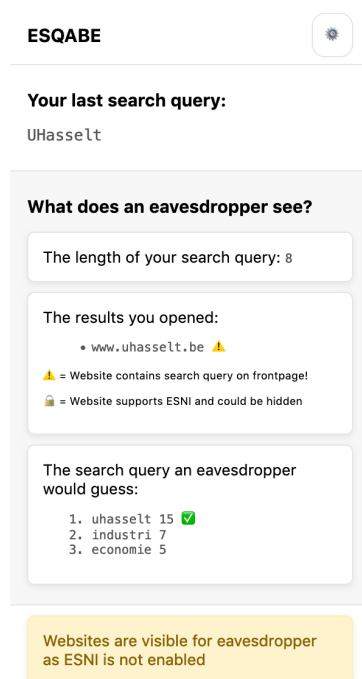 ESQABE
Your last search query:
UHasselt
What does an eavesdropper see?
The length of your search query: 8
The results you opened:
• www.uhasselt.be ⚠️
⚠️ = Website contains search query on frontpage!
🔒 = Website supports ESNI and could be hidden
The search query an eavesdropper
would guess:
1. uhasselt 15 ✅
2. industri 7
3. economie 5
Websites are visible for eavesdropper
as ESNI is not enabled